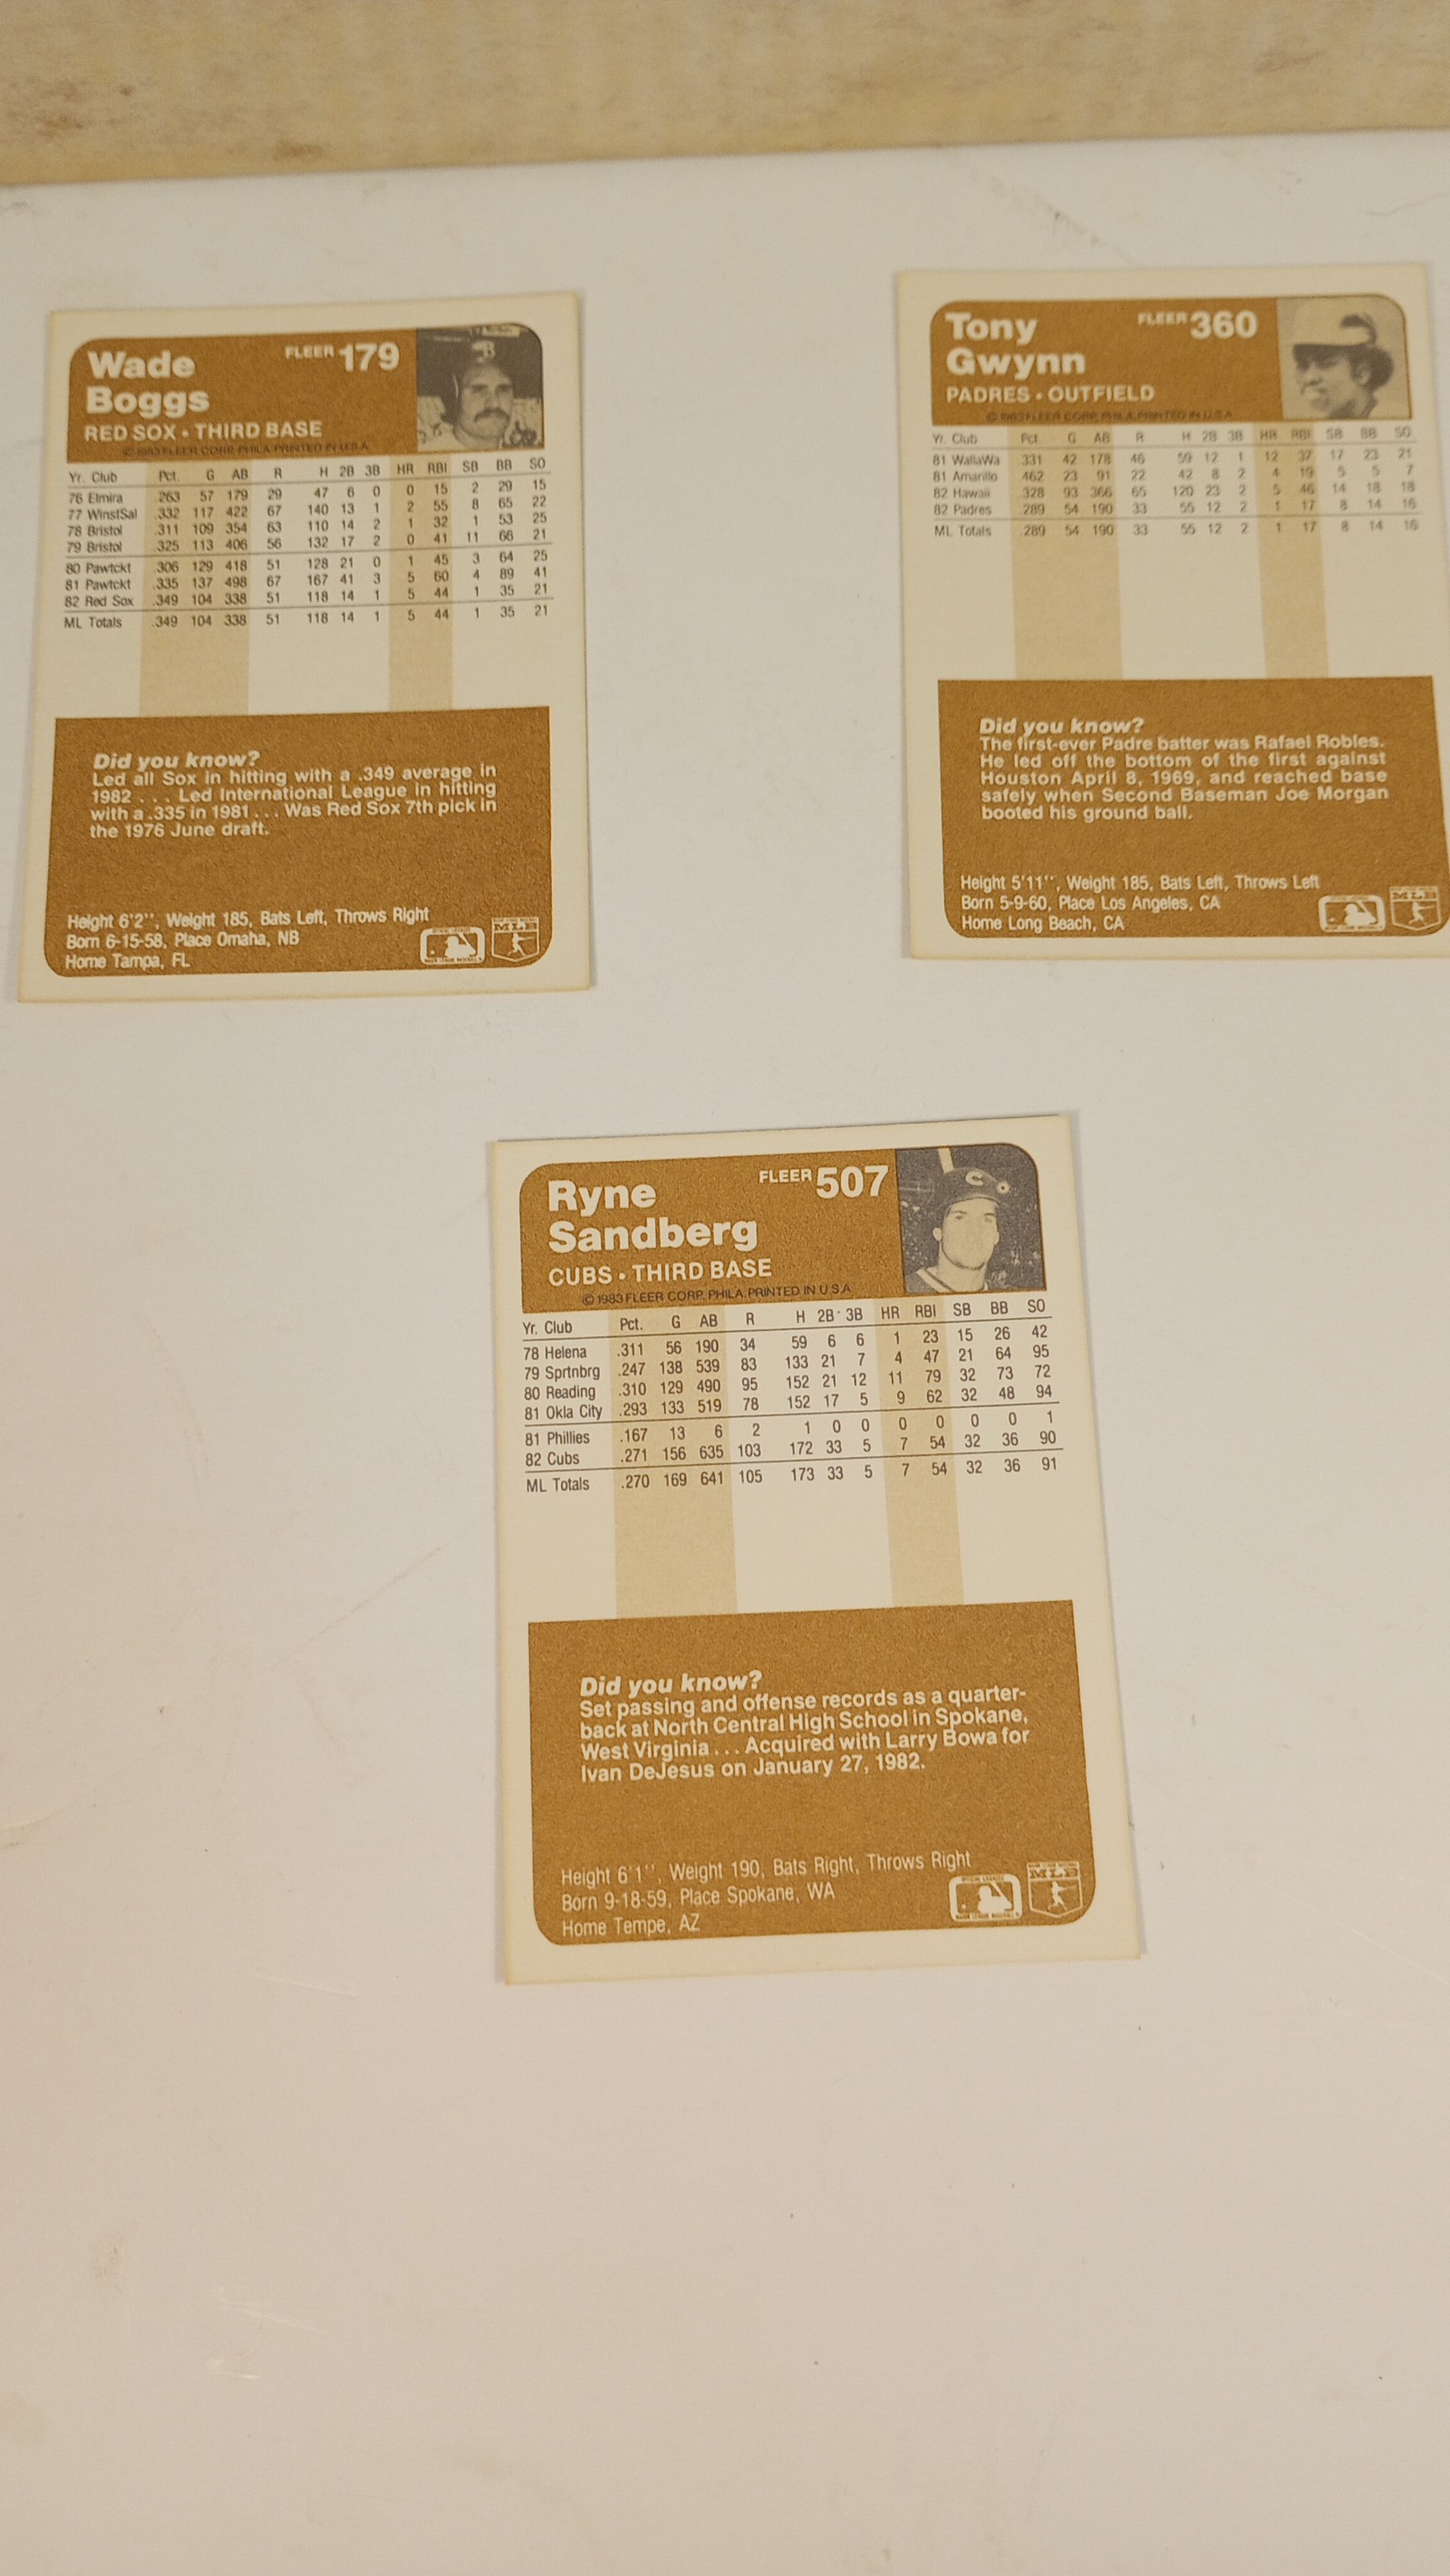 Wade
Boggs
FLEER 179
RED SOX • THIRD BASE
© 1983 FLEER CORP. PHILA. PRINTED IN U.S.A.
Yr. Club Pct. G AB R H 2B 3B HR RBI SB BB SO
76 Elmira .263 57 179 29 47 6 0 0 15 2 29 15
77 WinstSal .332 117 422 67 140 13 1 2 55 8 65 22
78 Bristol .311 109 354 63 110 14 2 1 32 1 53 25
79 Bristol .325 113 406 56 132 17 2 0 41 11 66 21
80 Pawtckt .306 129 418 51 128 21 0 1 45 3 64 25
81 Pawtckt .335 137 498 67 167 41 3 5 60 4 89 41
82 Red Sox .349 104 338 51 118 14 1 5 44 1 35 21
ML Totals .349 104 338 51 118 14 1 5 44 1 35 21
Did you know?
Led all Sox in hitting with a .349 average in
1982 . . . Led International League in hitting
with a .335 in 1981 . . . Was Red Sox 7th pick in
the 1976 June draft.
Height 6'2'', Weight 185, Bats Left, Throws Right
Born 6-15-58, Place Omaha, NB
Home Tampa, FL
MLB
Tony
Gwynn
FLEER 360
PADRES • OUTFIELD
© 1983 FLEER CORP. PHILA. PRINTED IN U.S.A.
Yr. Club Pct. G AB R H 2B 3B HR RBI SB BB SO
81 WallaWa .331 42 178 46 59 12 1 12 37 17 23 21
81 Amarillo .462 23 91 22 42 8 2 4 19 5 5 7
82 Hawaii .328 93 366 65 120 23 2 5 46 14 18 18
82 Padres .289 54 190 33 55 12 2 1 17 8 14 16
ML Totals .289 54 190 33 55 12 2 1 17 8 14 16
Did you know?
The first-ever Padre batter was Rafael Robles.
He led off the bottom of the first against
Houston April 8, 1969, and reached base
safely when Second Baseman Joe Morgan
booted his ground ball.
Height 5'11'', Weight 185, Bats Left, Throws Left
Born 5-9-60, Place Los Angeles, CA
Home Long Beach, CA
MLB
Ryne
Sandberg
FLEER 507
CUBS • THIRD BASE
© 1983 FLEER CORP. PHILA. PRINTED IN U.S.A.
Yr. Club Pct. G AB R H 2B 3B HR RBI SB BB SO
78 Helena .311 56 190 34 59 6 6 1 23 15 26 42
79 Sprtnbrg .247 138 539 83 133 21 7 4 47 21 64 95
80 Reading .310 129 490 95 152 21 12 11 79 32 73 72
81 Okla City .293 133 519 78 152 17 5 9 62 32 48 94
81 Phillies .167 13 6 2 1 0 0 0 0 0 0 1
82 Cubs .271 156 635 103 172 33 5 7 54 32 36 90
ML Totals .270 169 641 105 173 33 5 7 54 32 36 91
Did you know?
Set passing and offense records as a quarter-
back at North Central High School in Spokane,
West Virginia . . . Acquired with Larry Bowa for
Ivan DeJesus on January 27, 1982.
Height 6'1'', Weight 190, Bats Right, Throws Right
Born 9-18-59, Place Spokane, WA
Home Tempe, AZ
MLB